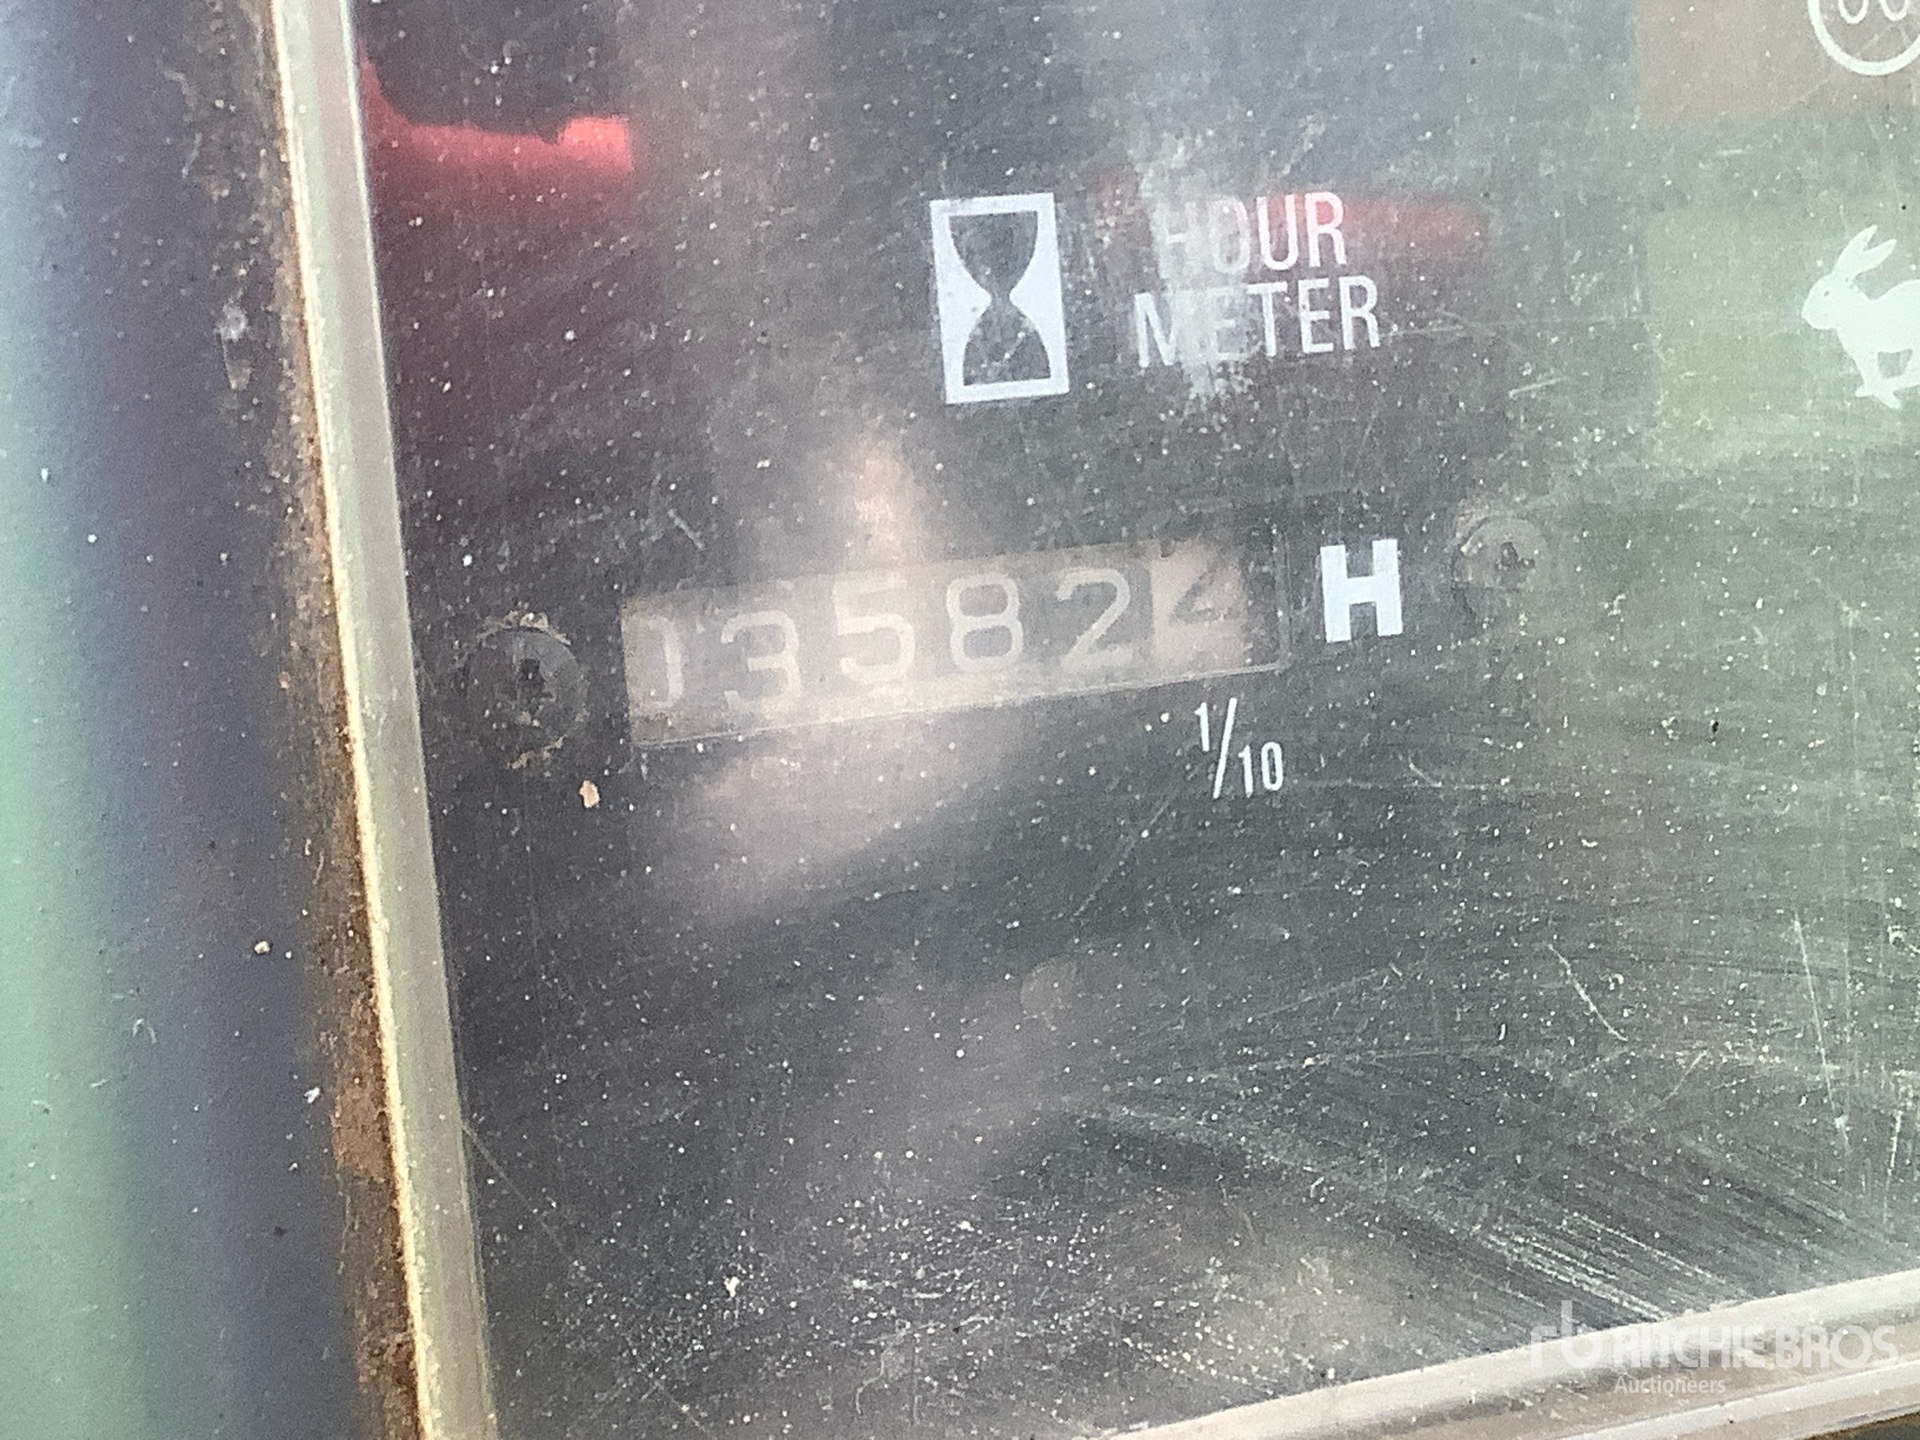 HOUR
METER
035824
H
1/10
RITCHIE BROS
Auctioneers